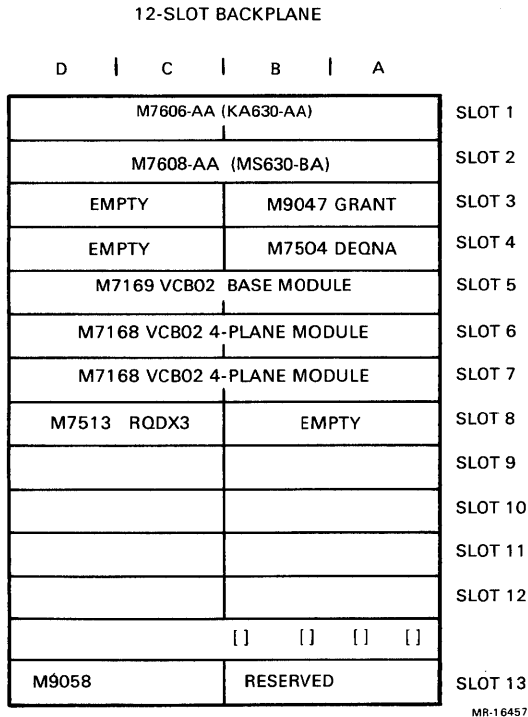 12-SLOT BACKPLANE
D | C | B | A
M7606-AA (KA630-AA) SLOT 1
M7608-AA (MS630-BA) SLOT 2
EMPTY M9047 GRANT SLOT 3
EMPTY M7504 DEQNA SLOT 4
M7169 VCB02 BASE MODULE SLOT 5
M7168 VCB02 4-PLANE MODULE SLOT 6
M7168 VCB02 4-PLANE MODULE SLOT 7
M7513 RQDX3 EMPTY SLOT 8
SLOT 9
SLOT 10
SLOT 11
SLOT 12
[] [] [] []
M9058 RESERVED SLOT 13
MR-16457